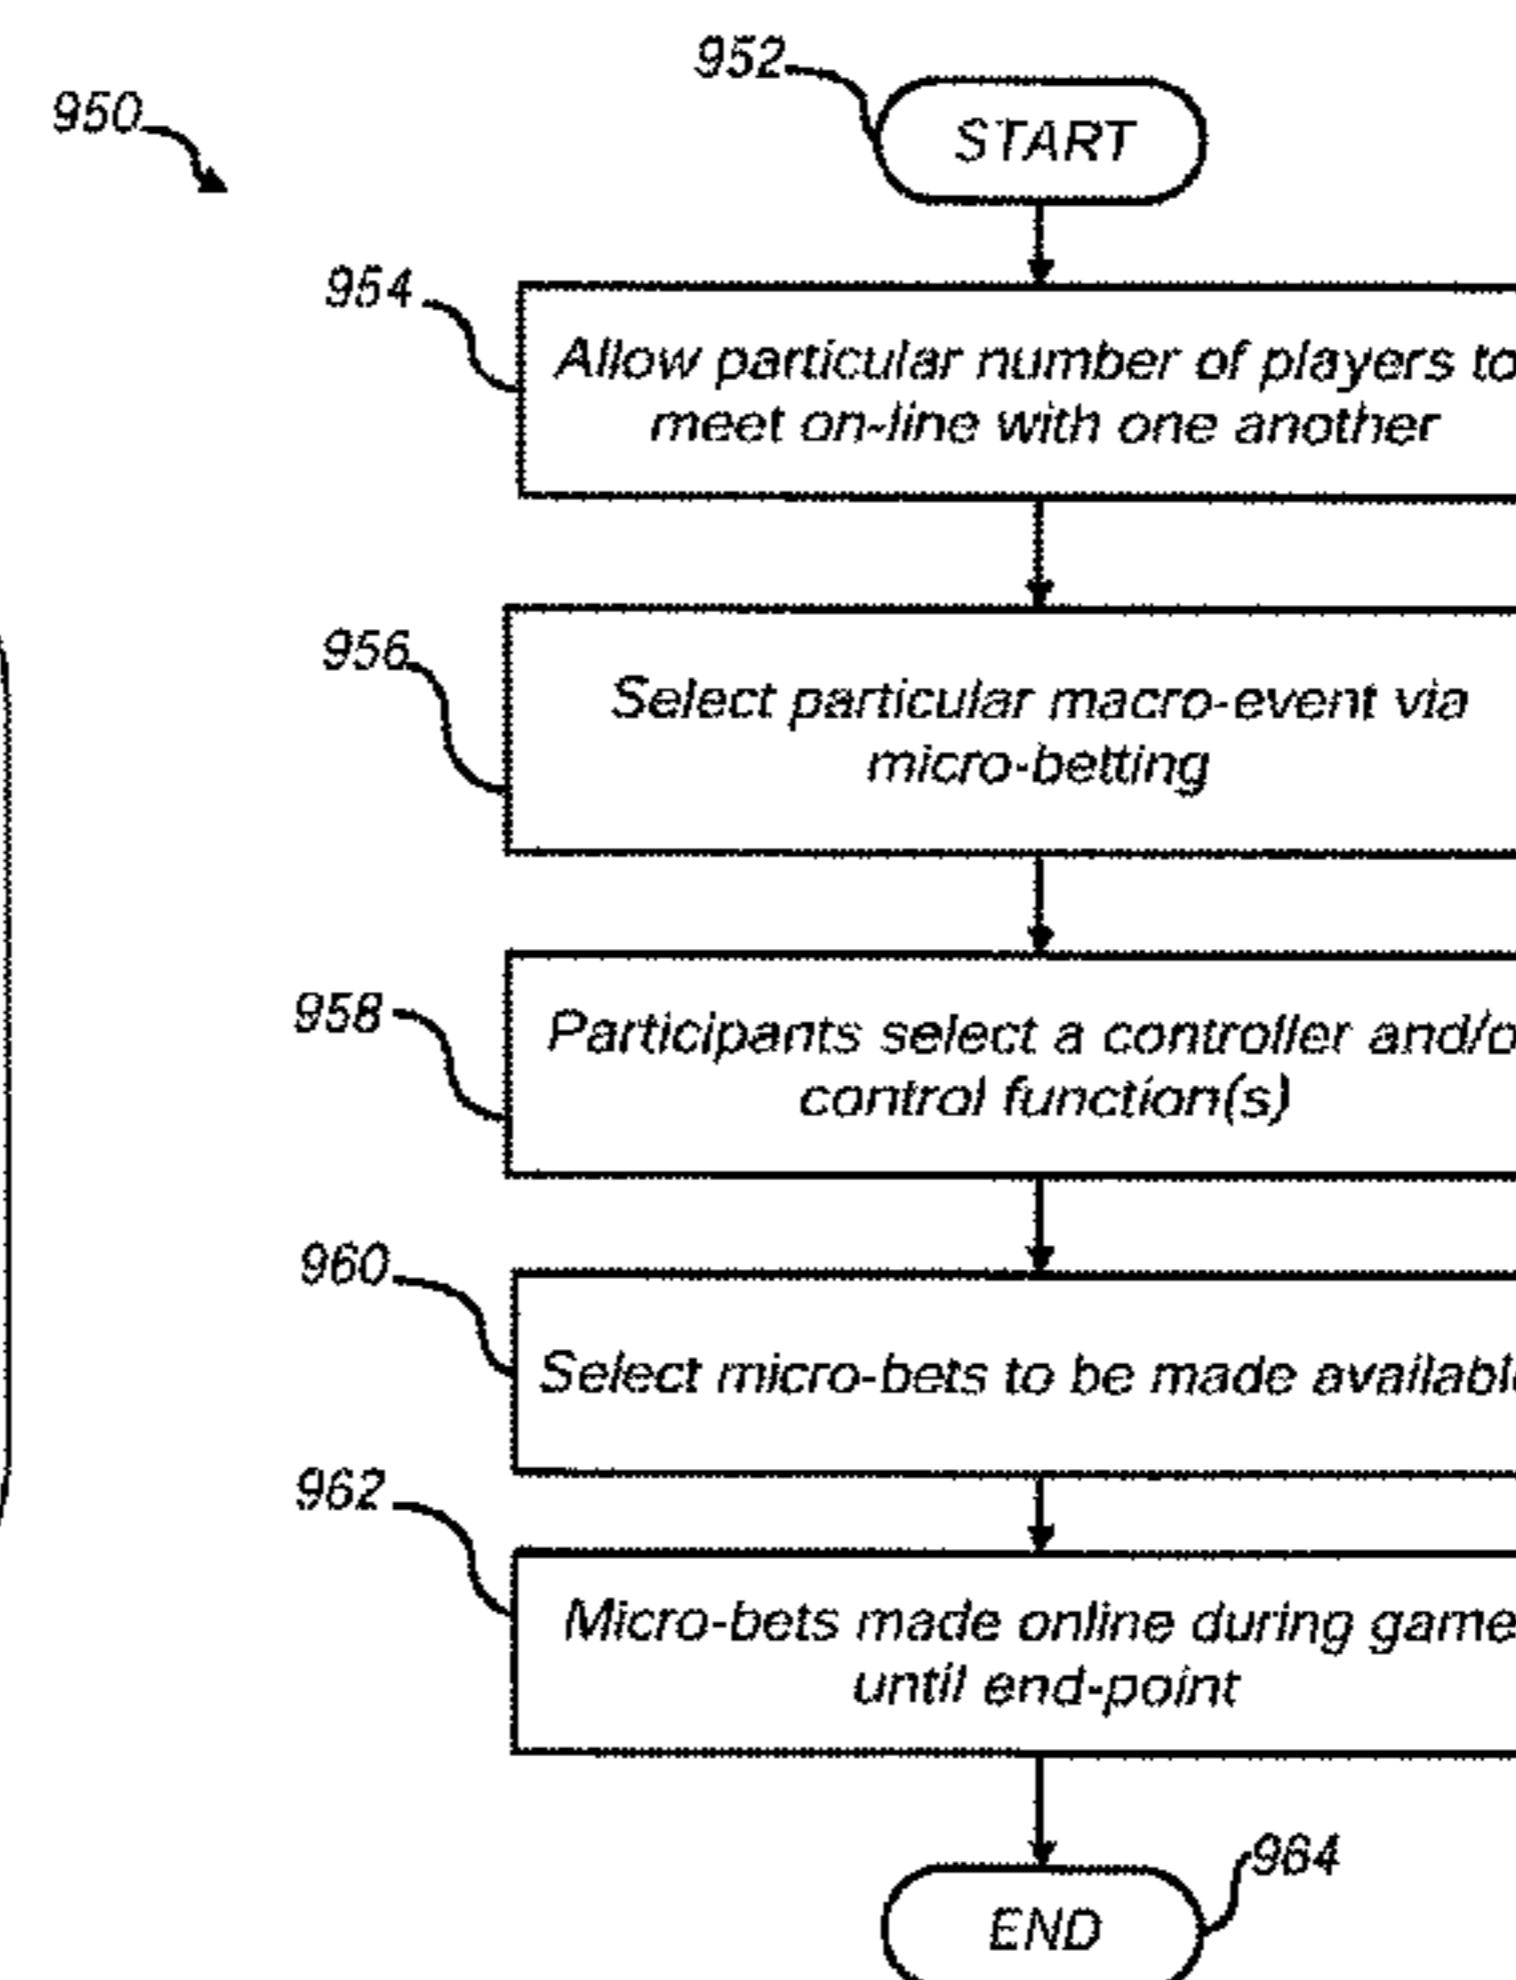 950
952
START
954
Allow particular number of players to
meet on-line with one another
956
Select particular macro-event via
micro-betting
958
Participants select a controller and/o
control function(s)
960
Select micro-bets to be made availabl
962
Micro-bets made online during game
until end-point
964
END